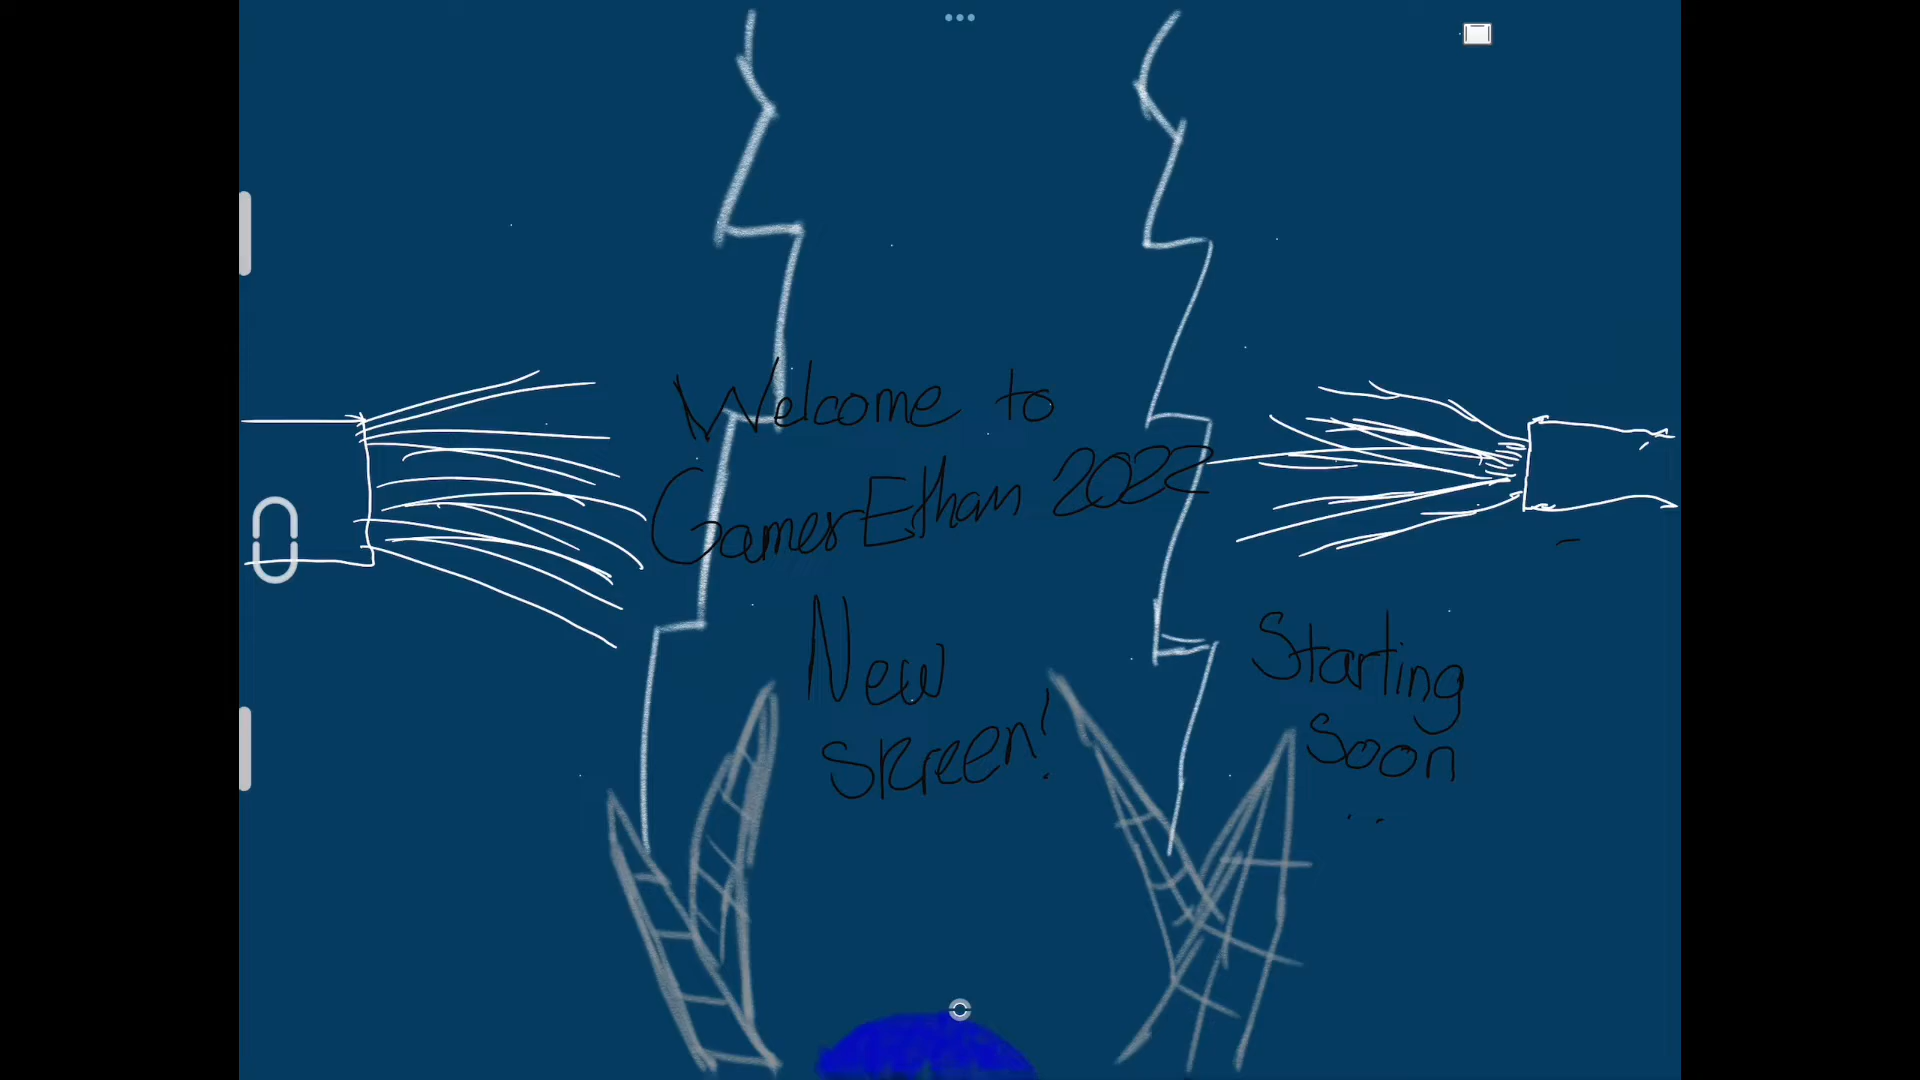 Welcome to
GamerEthan 2022
New
Skreen!
Starting
Soon
...